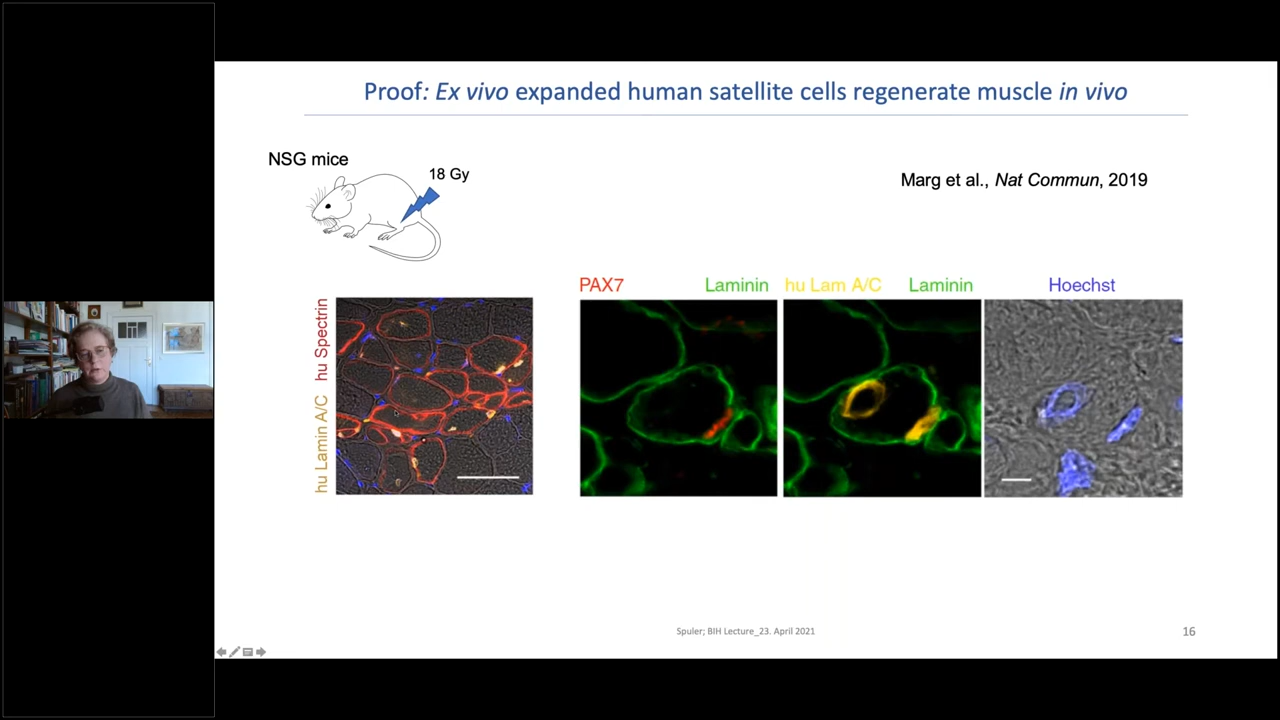 Proof: Ex vivo expanded human satellite cells regenerate muscle in vivo
NSG mice
18 Gy
Marg et al., Nat Commun, 2019
hu Lamin A/C hu Spectrin
PAX7 Laminin
hu Lam A/C Laminin
Hoechst
Spuler; BIH Lecture_23. April 2021
16